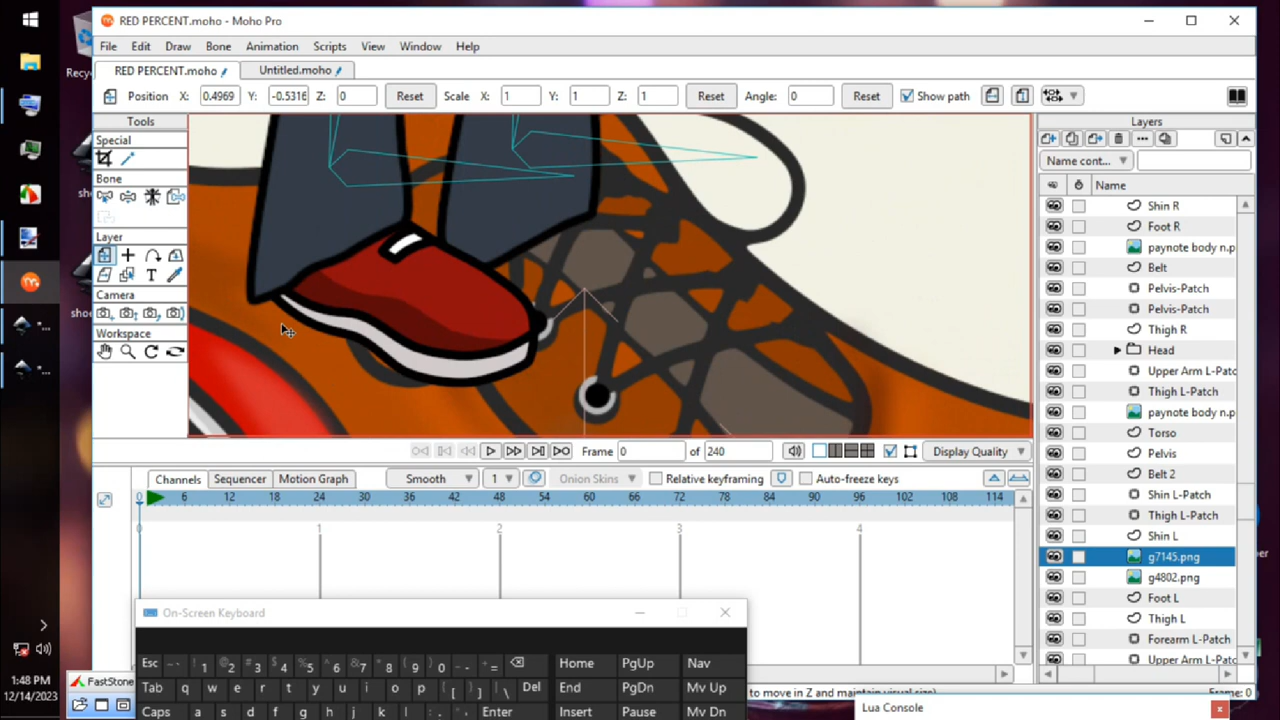 RED PERCENT.moho - Moho Pro
File Edit Draw Bone Animation Scripts View Window Help
RED PERCENT.moho Untitled.moho
Position X: 0.4969 Y: -0.5316 Z: 0 Reset Scale X: 1 Y: 1 Z: 1 Reset Angle: 0 Reset Show path
Recy
sh
sh
Tools
Special
Bone
Layer
T
Camera
Workspace
Layers
Name cont...
Name
Shin R
Foot R
paynote body n.p
Belt
Pelvis-Patch
Pelvis-Patch
Thigh R
Head
Upper Arm L-Patc
Thigh L-Patch
paynote body n.p
Torso
Pelvis
Belt 2
Shin L-Patch
Thigh L-Patch
Shin L
g7145.png
g4802.png
Foot L
Thigh L
Forearm L-Patch
Upper Arm L-Pat
Frame 0 of 240 Display Quality
Channels Sequencer Motion Graph Smooth 1 Onion Skins Relative keyframing Auto-freeze keys
0 6 12 18 24 30 36 42 48 54 60 66 72 78 84 90 96 102 108 114
0 1 2 3 4
On-Screen Keyboard
Esc ~ ` ! 1 @ 2 # 3 $ 4 % 5 ^ 6 & 7 * 8 ( 9 ) 0 _ - + = Home PgUp Nav
Tab q w e r t y u i o p [ ] \ Del End PgDn Mv Up
Caps a s d f g h j k l ; ' Enter Insert Pause Mv Dn
to move in Z and maintain visual size) Frame: 0
Lua Console
FastStone
1:48 PM
12/14/2023